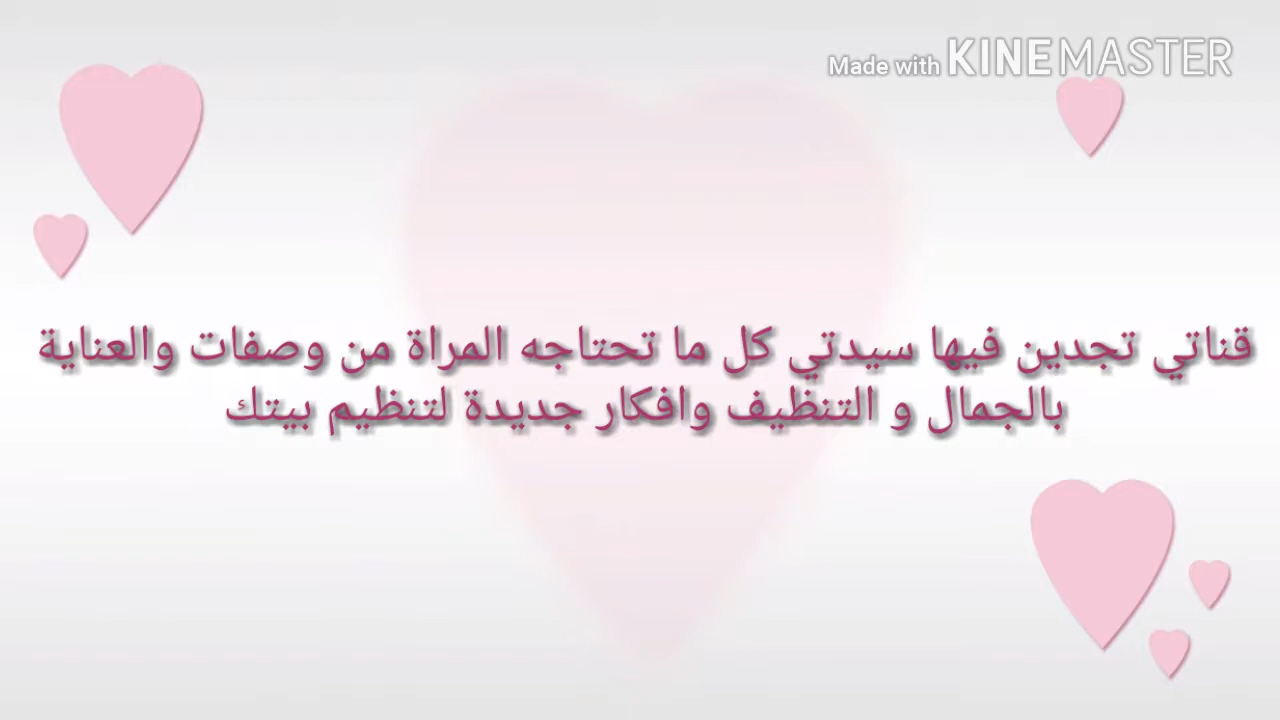 Made with KINEMASTER
قناتي تجدين فيها سيدتي كل ما تحتاجه المراة من وصفات والعناية
بالجمال و التنظيف وافكار جديدة لتنظيم بيتك